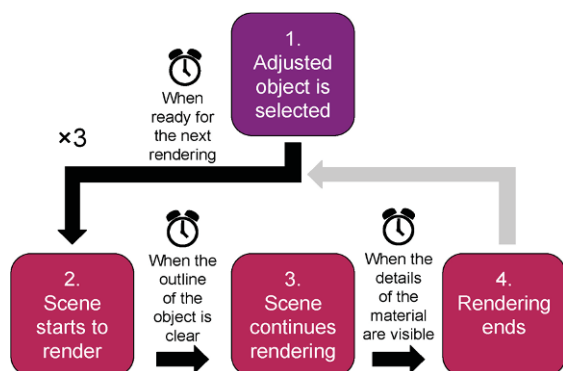 1.
Adjusted
object is
selected
When
ready for
the next
rendering
×3
2.
Scene
starts to
render
When the
outline
of the
object is
clear
3.
Scene
continues
rendering
When the
details
of the
material
are visible
4.
Rendering
ends